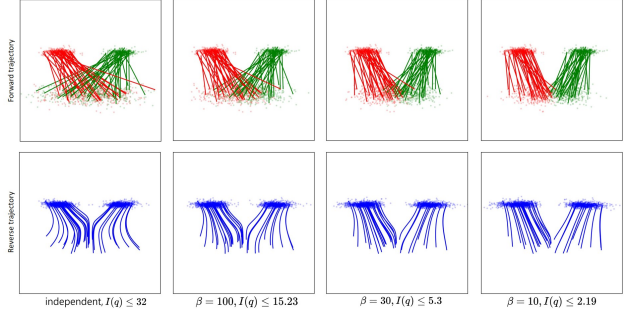 Forward trajectory
Reverse trajectory
independent, I(q) ≤ 32
β = 100, I(q) ≤ 15.23
β = 30, I(q) ≤ 5.3
β = 10, I(q) ≤ 2.19